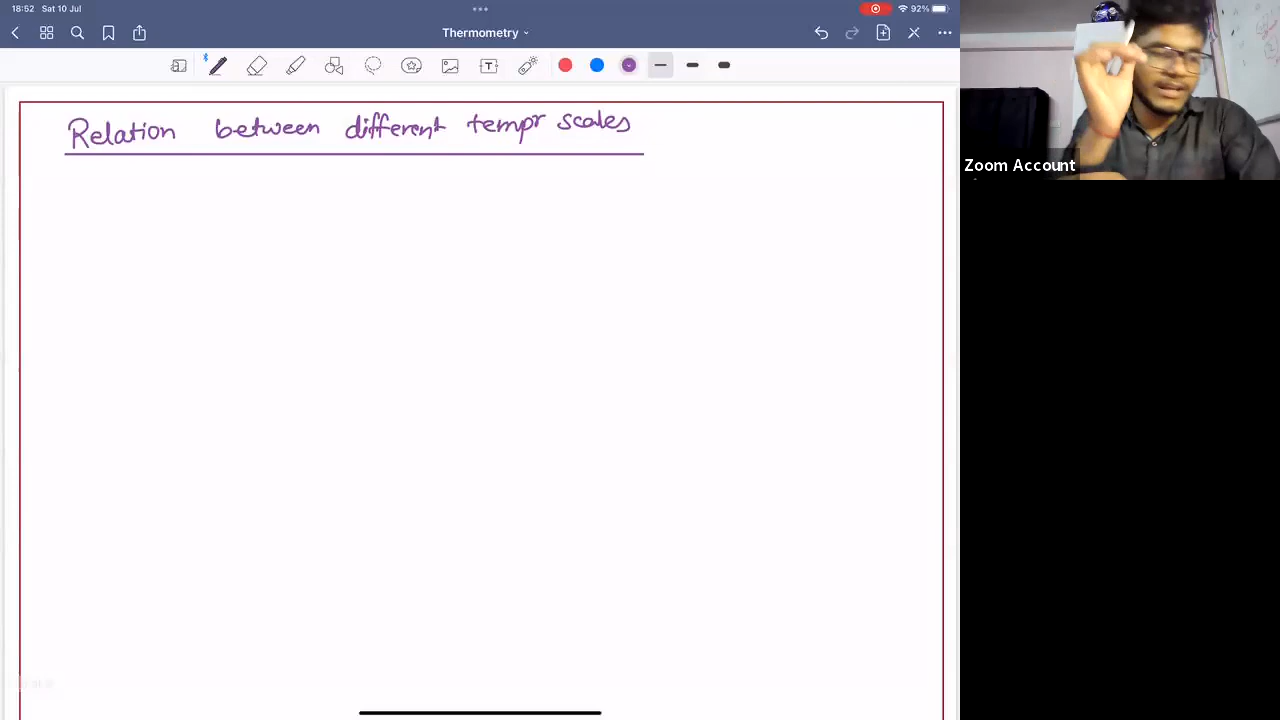 18:52 Sat 10 Jul
92%
Thermometry
Relation between different tempr scales
Zoom Account